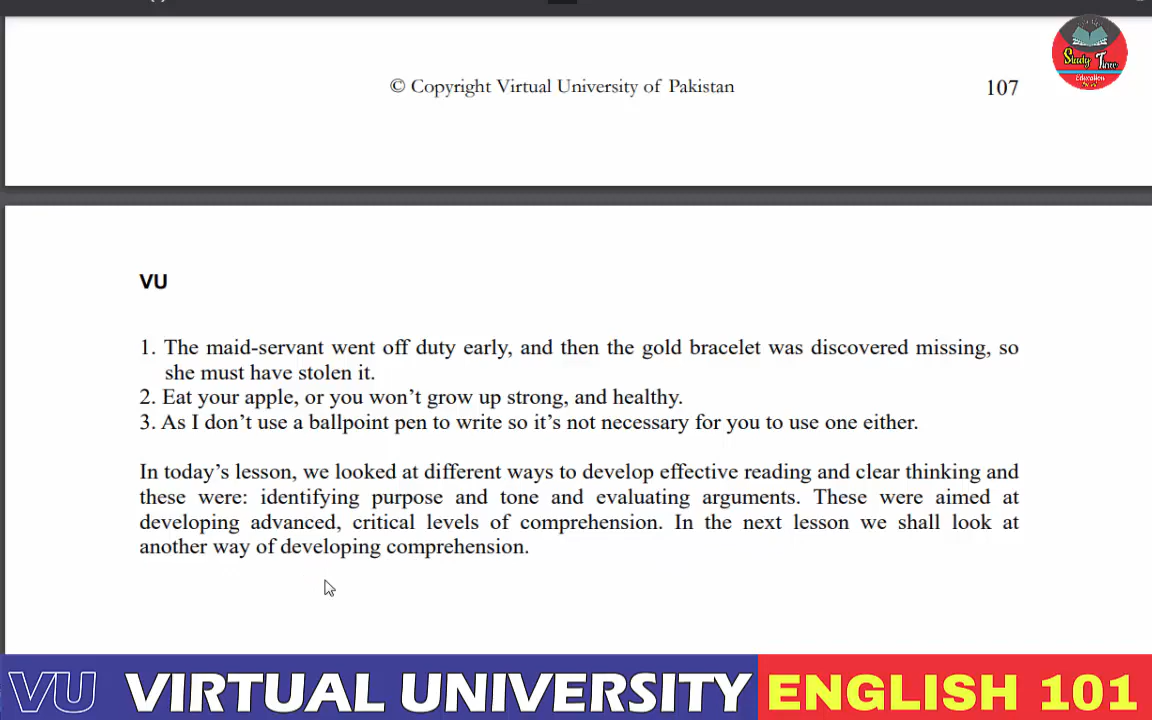 © Copyright Virtual University of Pakistan 107
Study Time
Education
VU
1. The maid-servant went off duty early, and then the gold bracelet was discovered missing, so
she must have stolen it.
2. Eat your apple, or you won’t grow up strong, and healthy.
3. As I don’t use a ballpoint pen to write so it’s not necessary for you to use one either.
In today’s lesson, we looked at different ways to develop effective reading and clear thinking and
these were: identifying purpose and tone and evaluating arguments. These were aimed at
developing advanced, critical levels of comprehension. In the next lesson we shall look at
another way of developing comprehension.
VU VIRTUAL UNIVERSITY ENGLISH 101